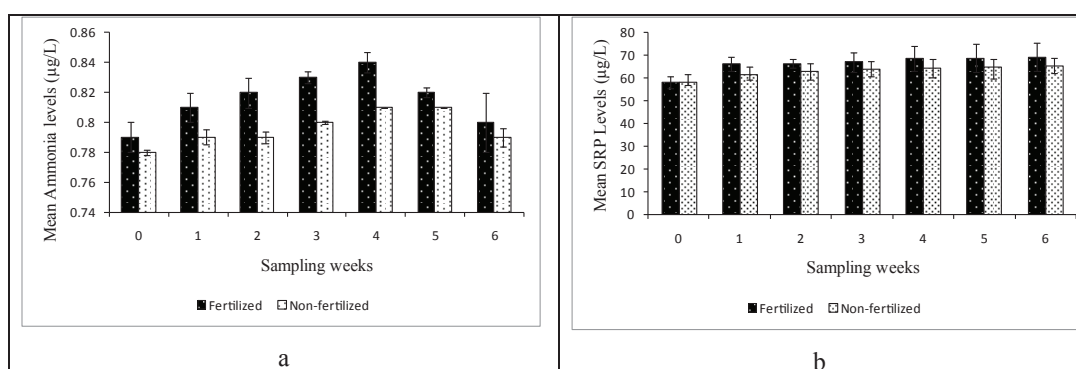 Mean Ammonia levels (µg/L)
0.86
0.84
0.82
0.8
0.78
0.76
0.74
0 1 2 3 4 5 6
Sampling weeks
Fertilized Non-fertilized
a
Mean SRP Levels (µg/L)
80
70
60
50
40
30
20
10
0
0 1 2 3 4 5 6
Sampling weeks
Fertilized Non-fertilized
b